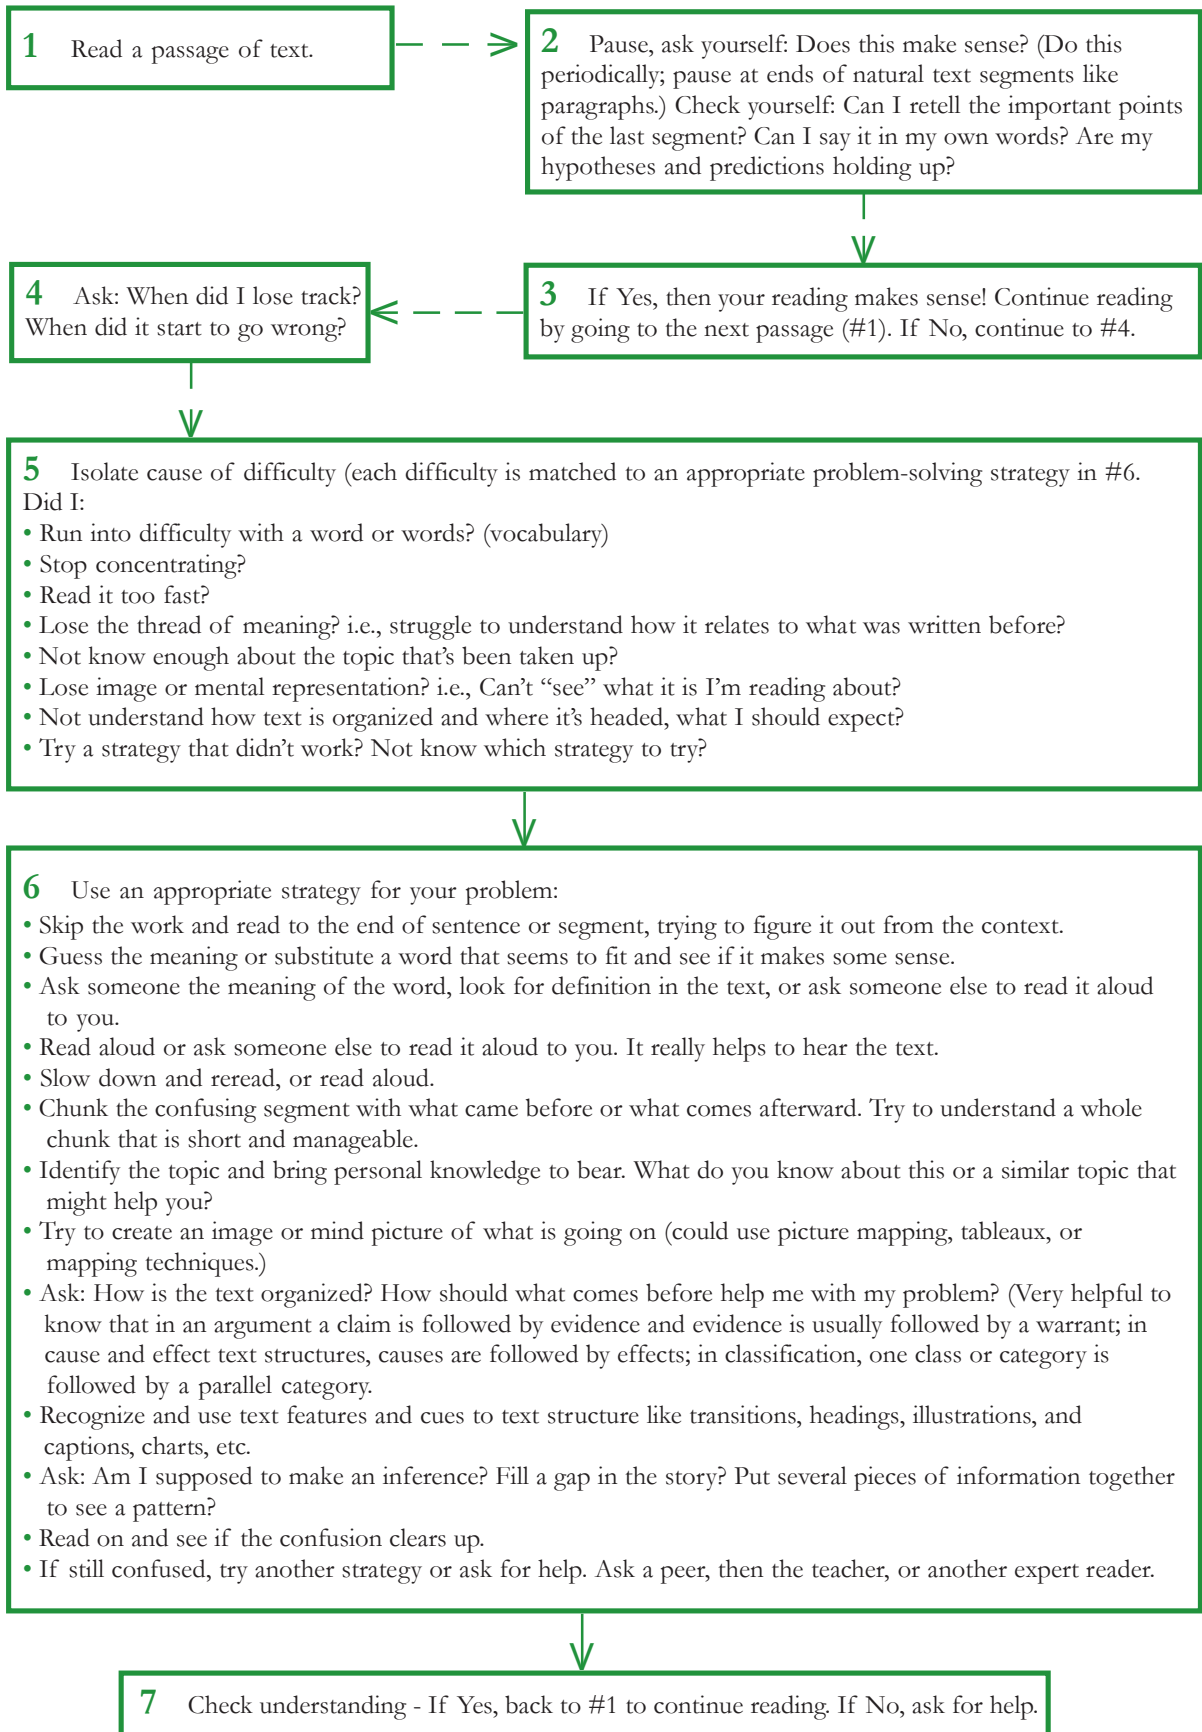 1 Read a passage of text.
2 Pause, ask yourself: Does this make sense? (Do this
periodically; pause at ends of natural text segments like
paragraphs.) Check yourself: Can I retell the important points
of the last segment? Can I say it in my own words? Are my
hypotheses and predictions holding up?
3 If Yes, then your reading makes sense! Continue reading
by going to the next passage (#1). If No, continue to #4.
4 Ask: When did I lose track?
When did it start to go wrong?
5 Isolate cause of difficulty (each difficulty is matched to an appropriate problem-solving strategy in #6.
Did I:
• Run into difficulty with a word or words? (vocabulary)
• Stop concentrating?
• Read it too fast?
• Lose the thread of meaning? i.e., struggle to understand how it relates to what was written before?
• Not know enough about the topic that’s been taken up?
• Lose image or mental representation? i.e., Can’t “see” what it is I’m reading about?
• Not understand how text is organized and where it’s headed, what I should expect?
• Try a strategy that didn’t work? Not know which strategy to try?
6 Use an appropriate strategy for your problem:
• Skip the work and read to the end of sentence or segment, trying to figure it out from the context.
• Guess the meaning or substitute a word that seems to fit and see if it makes some sense.
• Ask someone the meaning of the word, look for definition in the text, or ask someone else to read it aloud
to you.
• Read aloud or ask someone else to read it aloud to you. It really helps to hear the text.
• Slow down and reread, or read aloud.
• Chunk the confusing segment with what came before or what comes afterward. Try to understand a whole
chunk that is short and manageable.
• Identify the topic and bring personal knowledge to bear. What do you know about this or a similar topic that
might help you?
• Try to create an image or mind picture of what is going on (could use picture mapping, tableaux, or
mapping techniques.)
• Ask: How is the text organized? How should what comes before help me with my problem? (Very helpful to
know that in an argument a claim is followed by evidence and evidence is usually followed by a warrant; in
cause and effect text structures, causes are followed by effects; in classification, one class or category is
followed by a parallel category.
• Recognize and use text features and cues to text structure like transitions, headings, illustrations, and
captions, charts, etc.
• Ask: Am I supposed to make an inference? Fill a gap in the story? Put several pieces of information together
to see a pattern?
• Read on and see if the confusion clears up.
• If still confused, try another strategy or ask for help. Ask a peer, then the teacher, or another expert reader.
7 Check understanding - If Yes, back to #1 to continue reading. If No, ask for help.